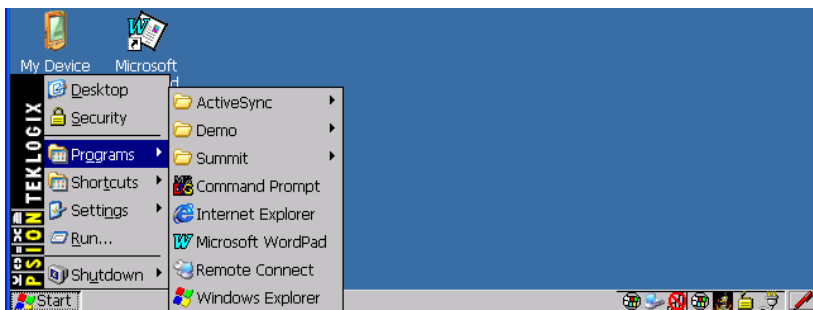 My Device
Microsoft
Desktop
Security
Programs
Shortcuts
Settings
Run...
Shutdown
PSION TEKLOGIX
ActiveSync
Demo
Summit
Command Prompt
Internet Explorer
Microsoft WordPad
Remote Connect
Windows Explorer
Start